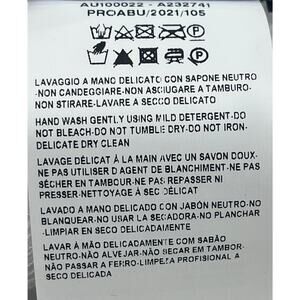 AU100022 - A232741
PROABU/2021/105
LAVAGGIO A MANO DELICATO CON SAPONE NEUTRO
-NON CANDEGGIARE-NON ASCIUGARE A TAMBURO-
NON STIRARE-LAVARE A SECCO DELICATO
HAND WASH GENTLY USING MILD DETERGENT-DO
NOT BLEACH-DO NOT TUMBLE DRY-DO NOT IRON-
DELICATE DRY CLEAN
LAVAGE DÉLICAT À LA MAIN AVEC UN SAVON DOUX-
NE PAS UTILISER D'AGENT DE BLANCHIMENT-NE PAS
SÉCHER EN TAMBOUR-NE PAS REPASSER NI
PRESSER-NETTOYAGE À SEC DÉLICAT
LAVADO A MANO DELICADO CON JABÓN NEUTRO-NO
BLANQUEAR-NO USAR LA SECADORA-NO PLANCHAR
-LIMPIAR EN SECO DELICADAMENTE
LAVAR À MÃO DELICADAMENTE COM SABÃO
NEUTRO-NÃO ALVEJAR-NÃO SECAR EM TAMBOR-
NÃO PASSAR A FERRO-LIMPEZA PROFISIONAL A
SECO DELICADA